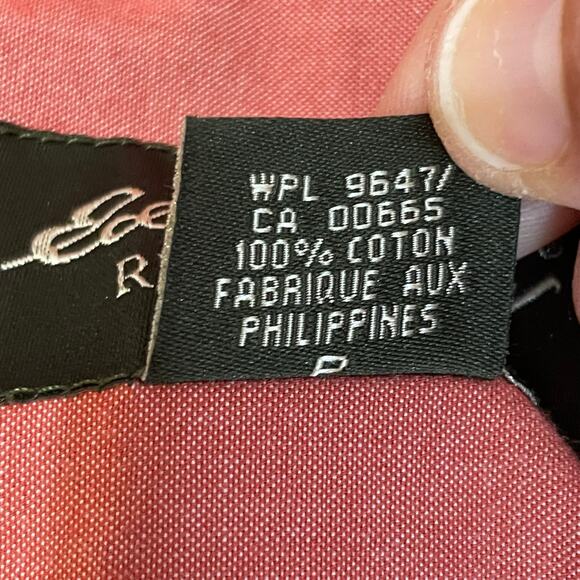 WPL 9647/
CA 00665
100% COTON
FABRIQUE AUX
PHILIPPINES
P